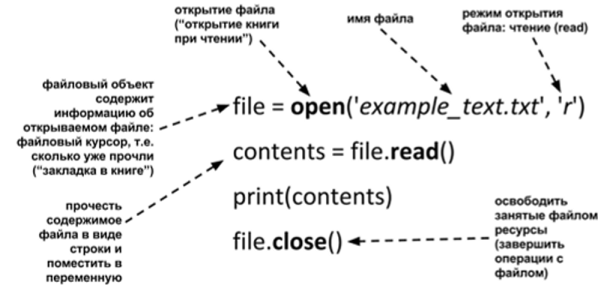 открытие файла
(“открытие книги
при чтении”)
имя файла
режим открытия
файла: чтение (read)
файловый объект
содержит
информацию об
открываемом файле:
файловый курсор, т.е.
сколько уже прочли
(“закладка в книге”)
file = open('example_text.txt', 'r')
contents = file.read()
print(contents)
file.close()
прочесть
содержимое
файла в виде
строки и
поместить в
переменную
освободить
занятые файлом
ресурсы
(завершить
операции с
файлом)